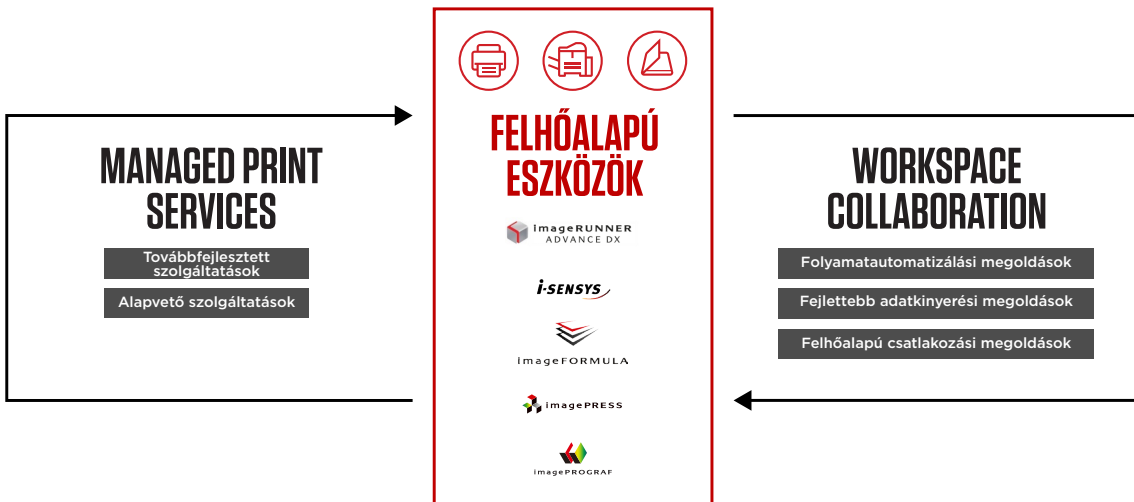 MANAGED PRINT
SERVICES
Továbbfejlesztett
szolgáltatások
Alapvető szolgáltatások
FELHŐALAPÚ
ESZKÖZÖK
imageRUNNER
ADVANCE DX
i-SENSYS
imageFORMULA
imagePRESS
imagePROGRAF
WORKSPACE
COLLABORATION
Folyamatautomatizálási megoldások
Fejlettebb adatkinyerési megoldások
Felhőalapú csatlakozási megoldások